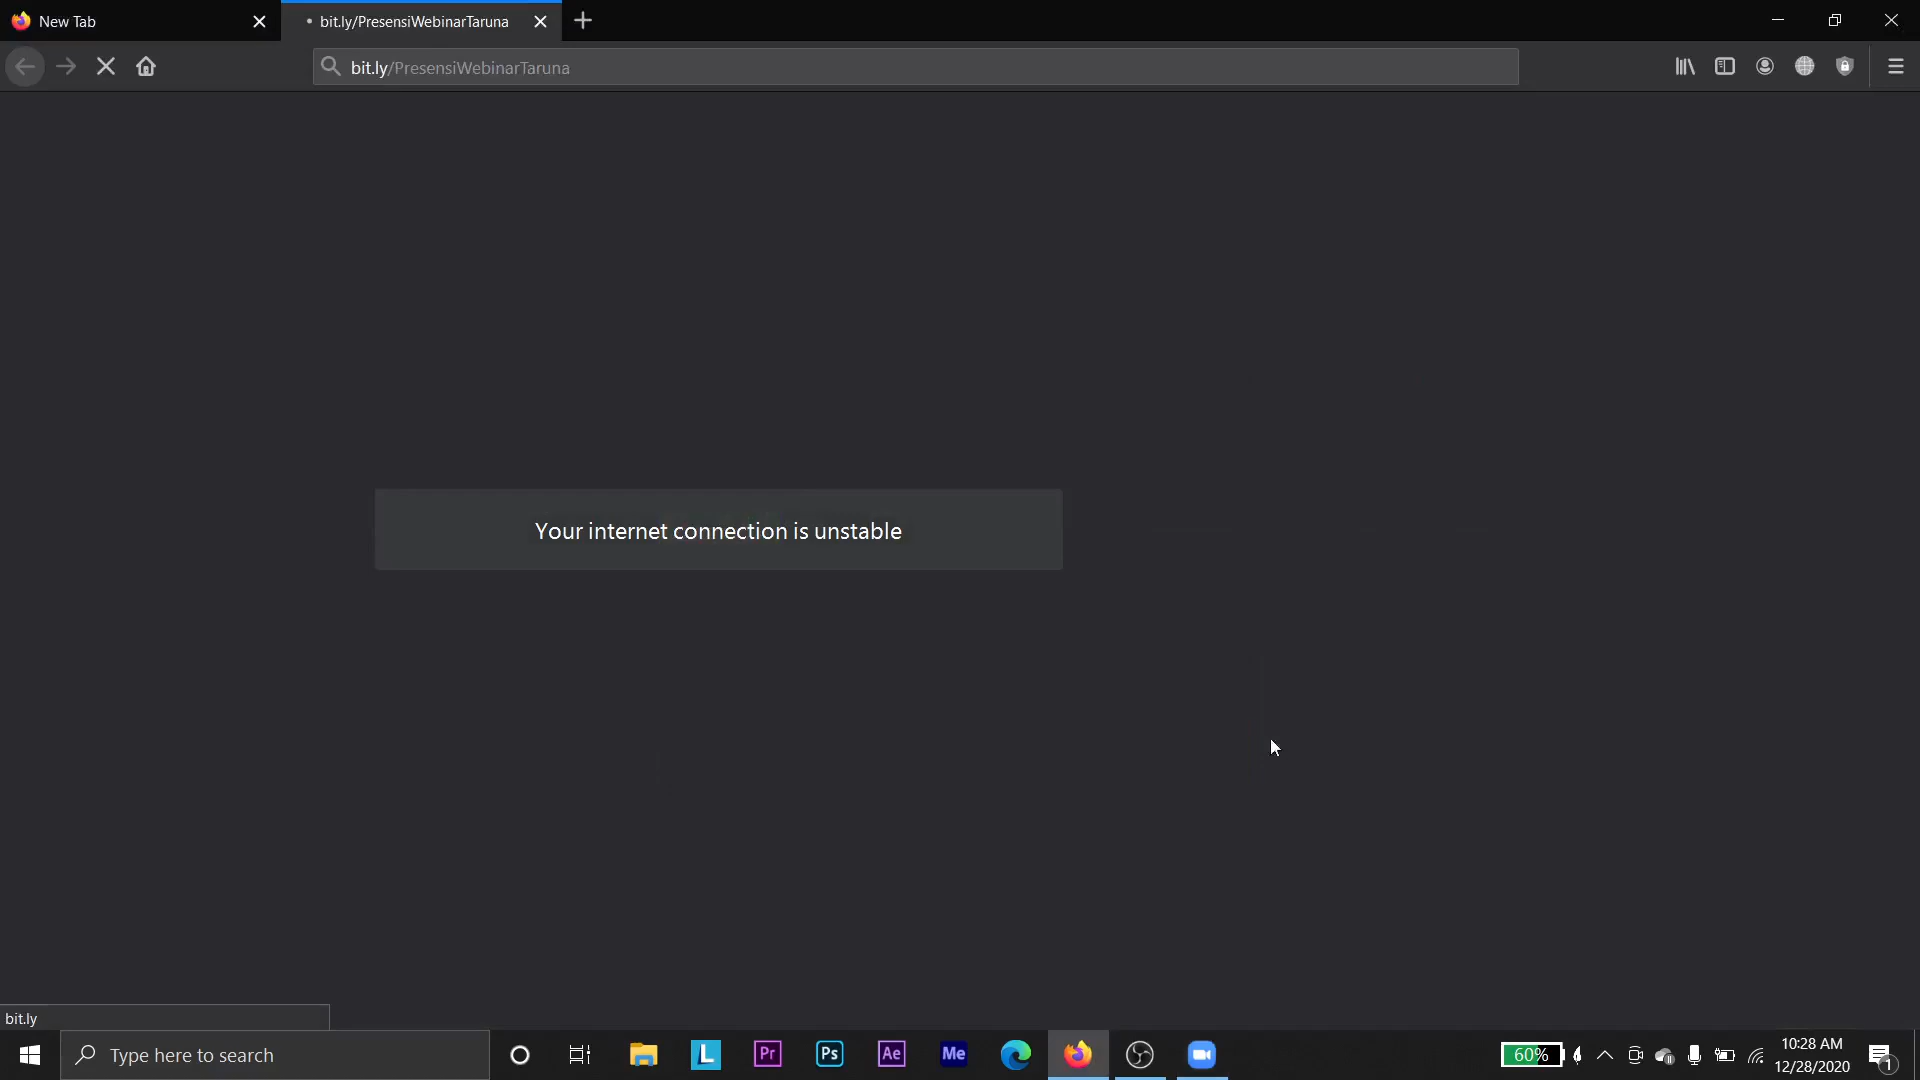 New Tab
bit.ly/PresensiWebinarTaruna
bit.ly/PresensiWebinarTaruna
Your internet connection is unstable
bit.ly
Type here to search
L
Pr
Ps
Ae
Me
60%
10:28 AM
12/28/2020
1